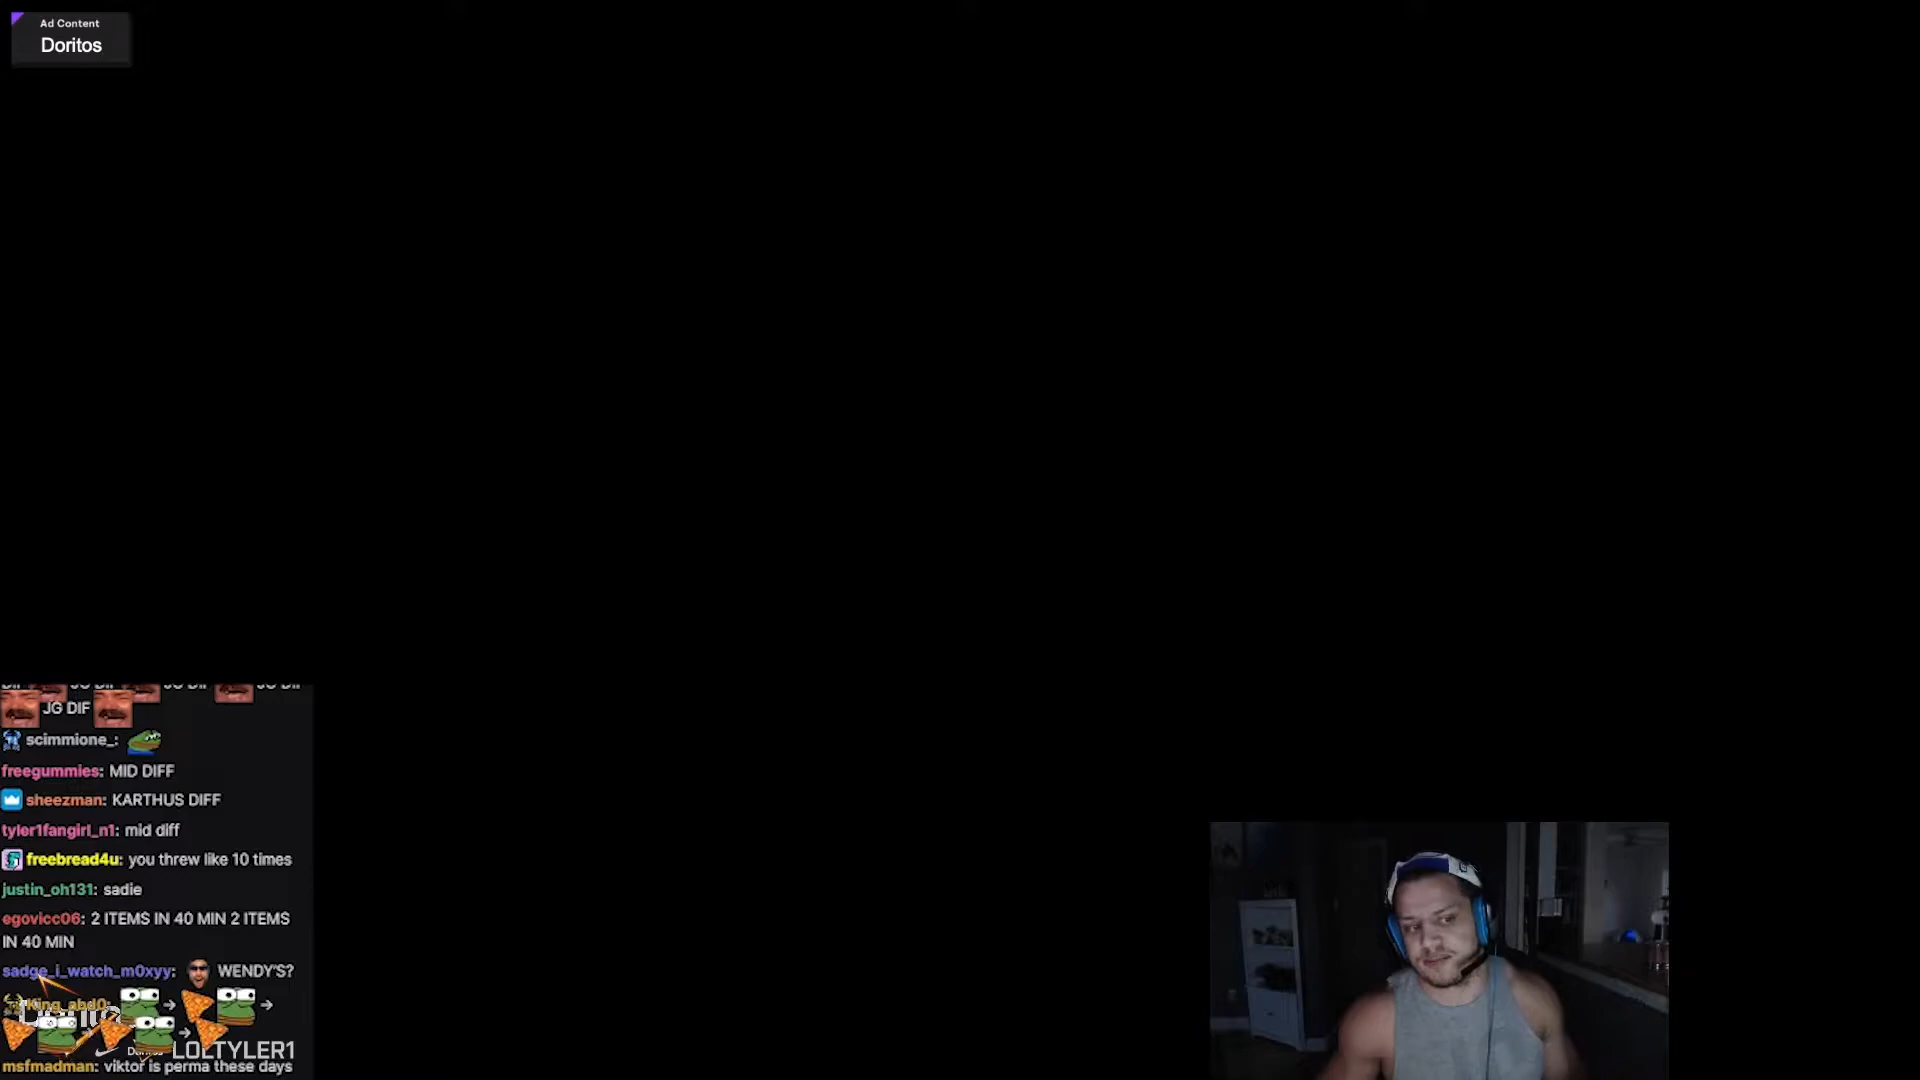 Ad Content
Doritos
JG DIF
scimmione_:
freegummies: MID DIFF
sheezman: KARTHUS DIFF
tyler1fangirl_n1: mid diff
freebread4u: you threw like 10 times
justin_oh131: sadie
egovicc06: 2 ITEMS IN 40 MIN 2 ITEMS
IN 40 MIN
sadge_i_watch_m0xyy: WENDY'S?
King_abd0:
LOLTYLER1
msfmadman: viktor is perma these days